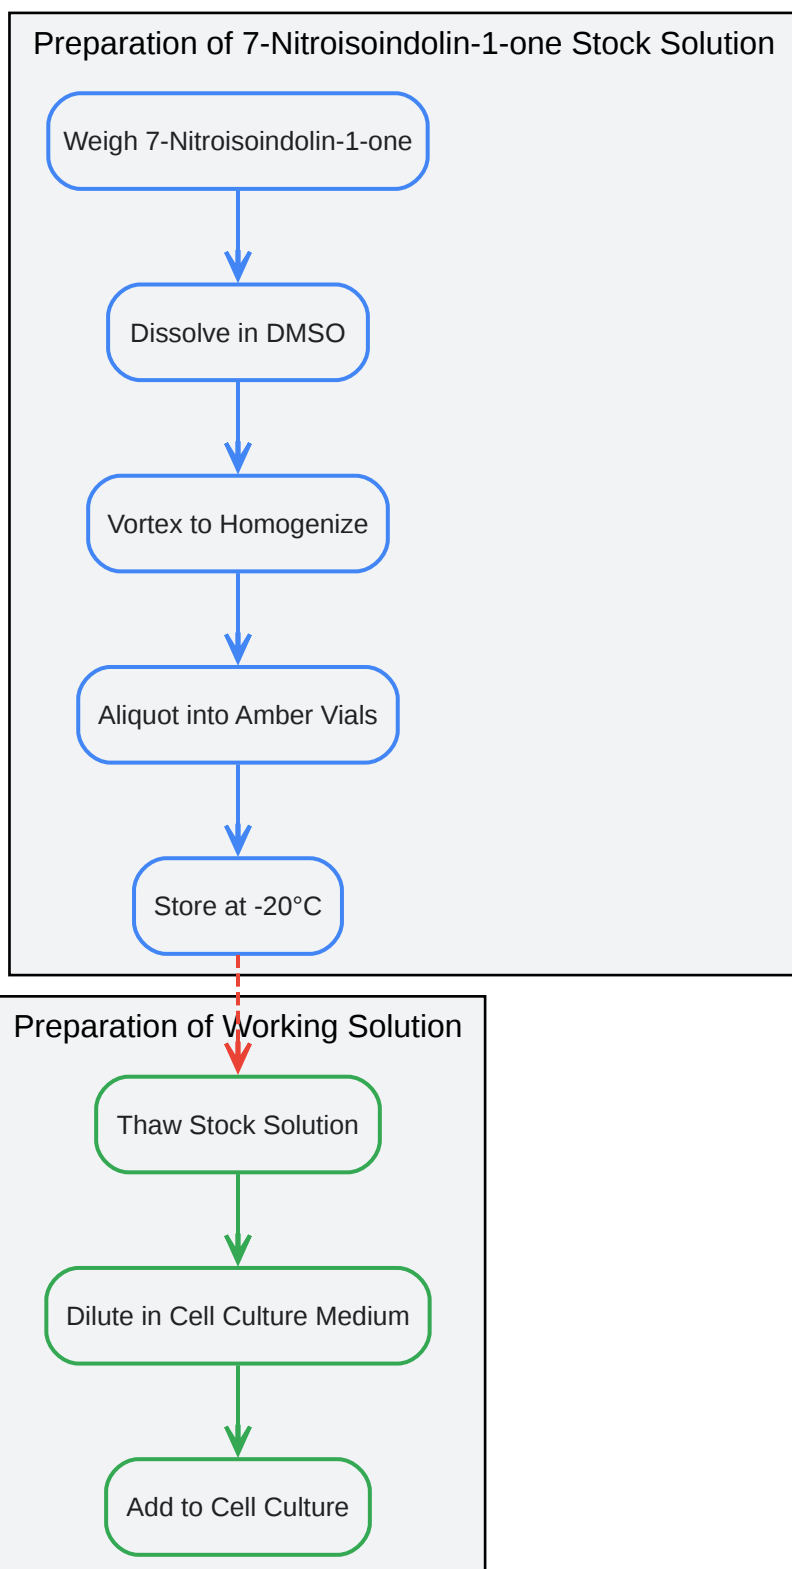 Preparation of 7-Nitroisoindolin-1-one Stock Solution
Weigh 7-Nitroisoindolin-1-one
Dissolve in DMSO
Vortex to Homogenize
Aliquot into Amber Vials
Store at -20°C
Preparation of Working Solution
Thaw Stock Solution
Dilute in Cell Culture Medium
Add to Cell Culture